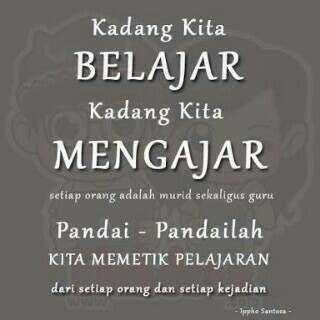 Kadang Kita
BELAJAR
Kadang Kita
MENGAJAR
setiap orang adalah murid sekaligus guru
Pandai - Pandailah
KITA MEMETIK PELAJARAN
dari setiap orang dan setiap kejadian
- Ippho Santosa -